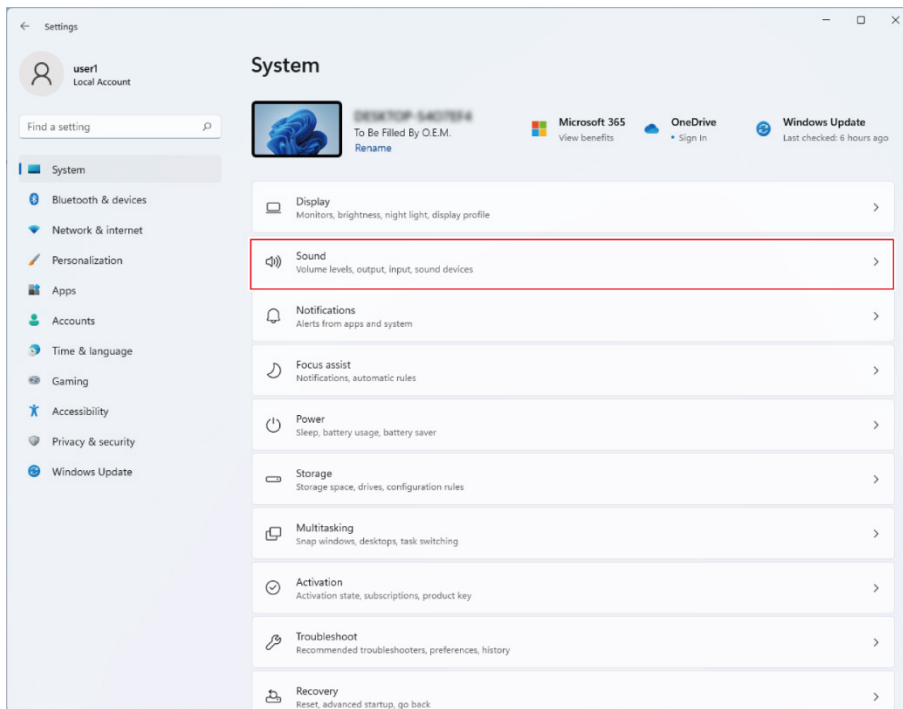 Settings
user1
Local Account
Find a setting
System
Bluetooth & devices
Network & internet
Personalization
Apps
Accounts
Time & language
Gaming
Accessibility
Privacy & security
Windows Update
System
To Be Filled By O.E.M.
Rename
Microsoft 365
View benefits
OneDrive
• Sign In
Windows Update
Last checked: 6 hours ago
Display
Monitors, brightness, night light, display profile
Sound
Volume levels, output, input, sound devices
Notifications
Alerts from apps and system
Focus assist
Notifications, automatic rules
Power
Sleep, battery usage, battery saver
Storage
Storage space, drives, configuration rules
Multitasking
Snap windows, desktops, task switching
Activation
Activation state, subscriptions, product key
Troubleshoot
Recommended troubleshooters, preferences, history
Recovery
Reset, advanced startup, go back